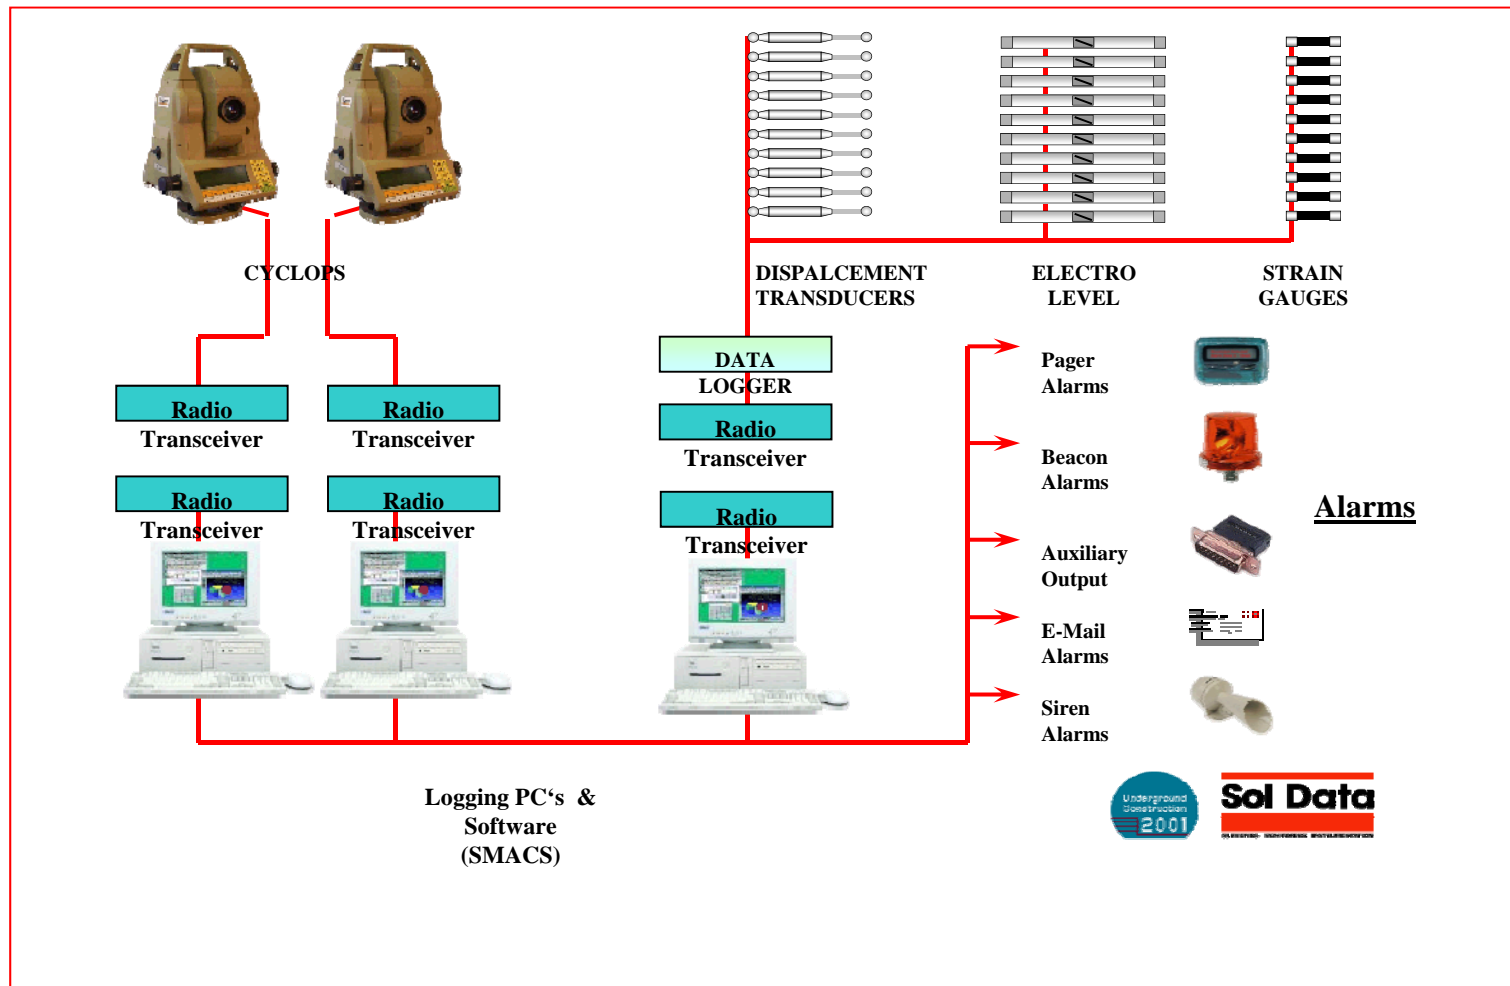 CYCLOPS
DISPALCEMENT
TRANSDUCERS
ELECTRO
LEVEL
STRAIN
GAUGES
DATA
LOGGER
Radio
Transceiver
Radio
Transceiver
Radio
Transceiver
Radio
Transceiver
Radio
Transceiver
Radio
Transceiver
Pager
Alarms
Beacon
Alarms
Auxiliary
Output
E-Mail
Alarms
Siren
Alarms
Alarms
Logging PC‘s &
Software
(SMACS)
Underground
Construction
2001
Sol Data